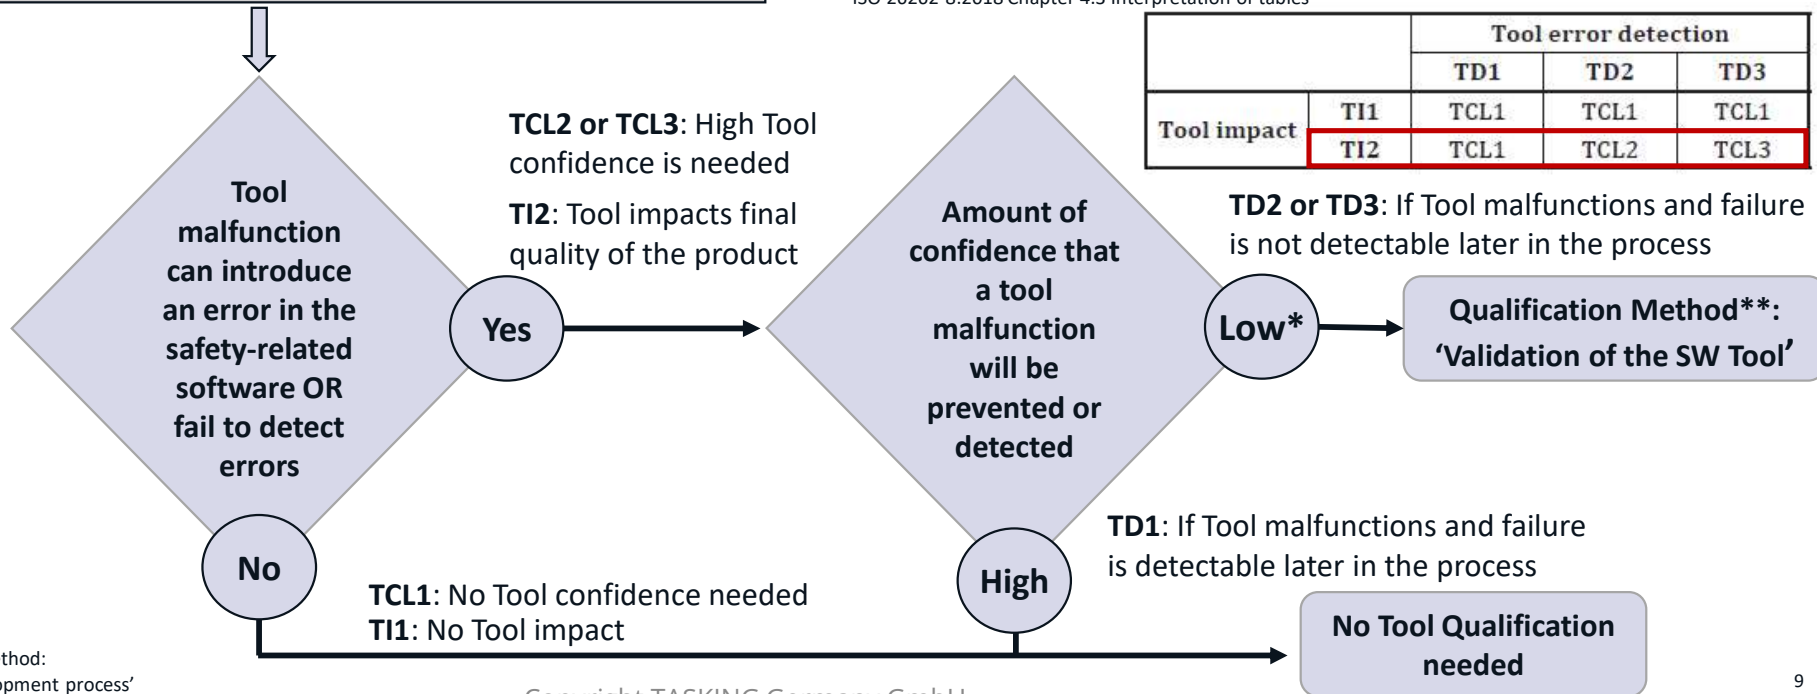 Tool error detection
TD1 TD2 TD3
Tool impact TI1 TCL1 TCL1 TCL1
TI2 TCL1 TCL2 TCL3
Tool
malfunction
can introduce
an error in the
safety-related
software OR
fail to detect
errors
TCL2 or TCL3: High Tool
confidence is needed
TI2: Tool impacts final
quality of the product
Yes
No
TCL1: No Tool confidence needed
TI1: No Tool impact
Amount of
confidence that
a tool
malfunction
will be
prevented or
detected
TD2 or TD3: If Tool malfunctions and failure
is not detectable later in the process
Low*
Qualification Method**:
‘Validation of the SW Tool’
High
TD1: If Tool malfunctions and failure
is detectable later in the process
No Tool Qualification
needed
process’
9